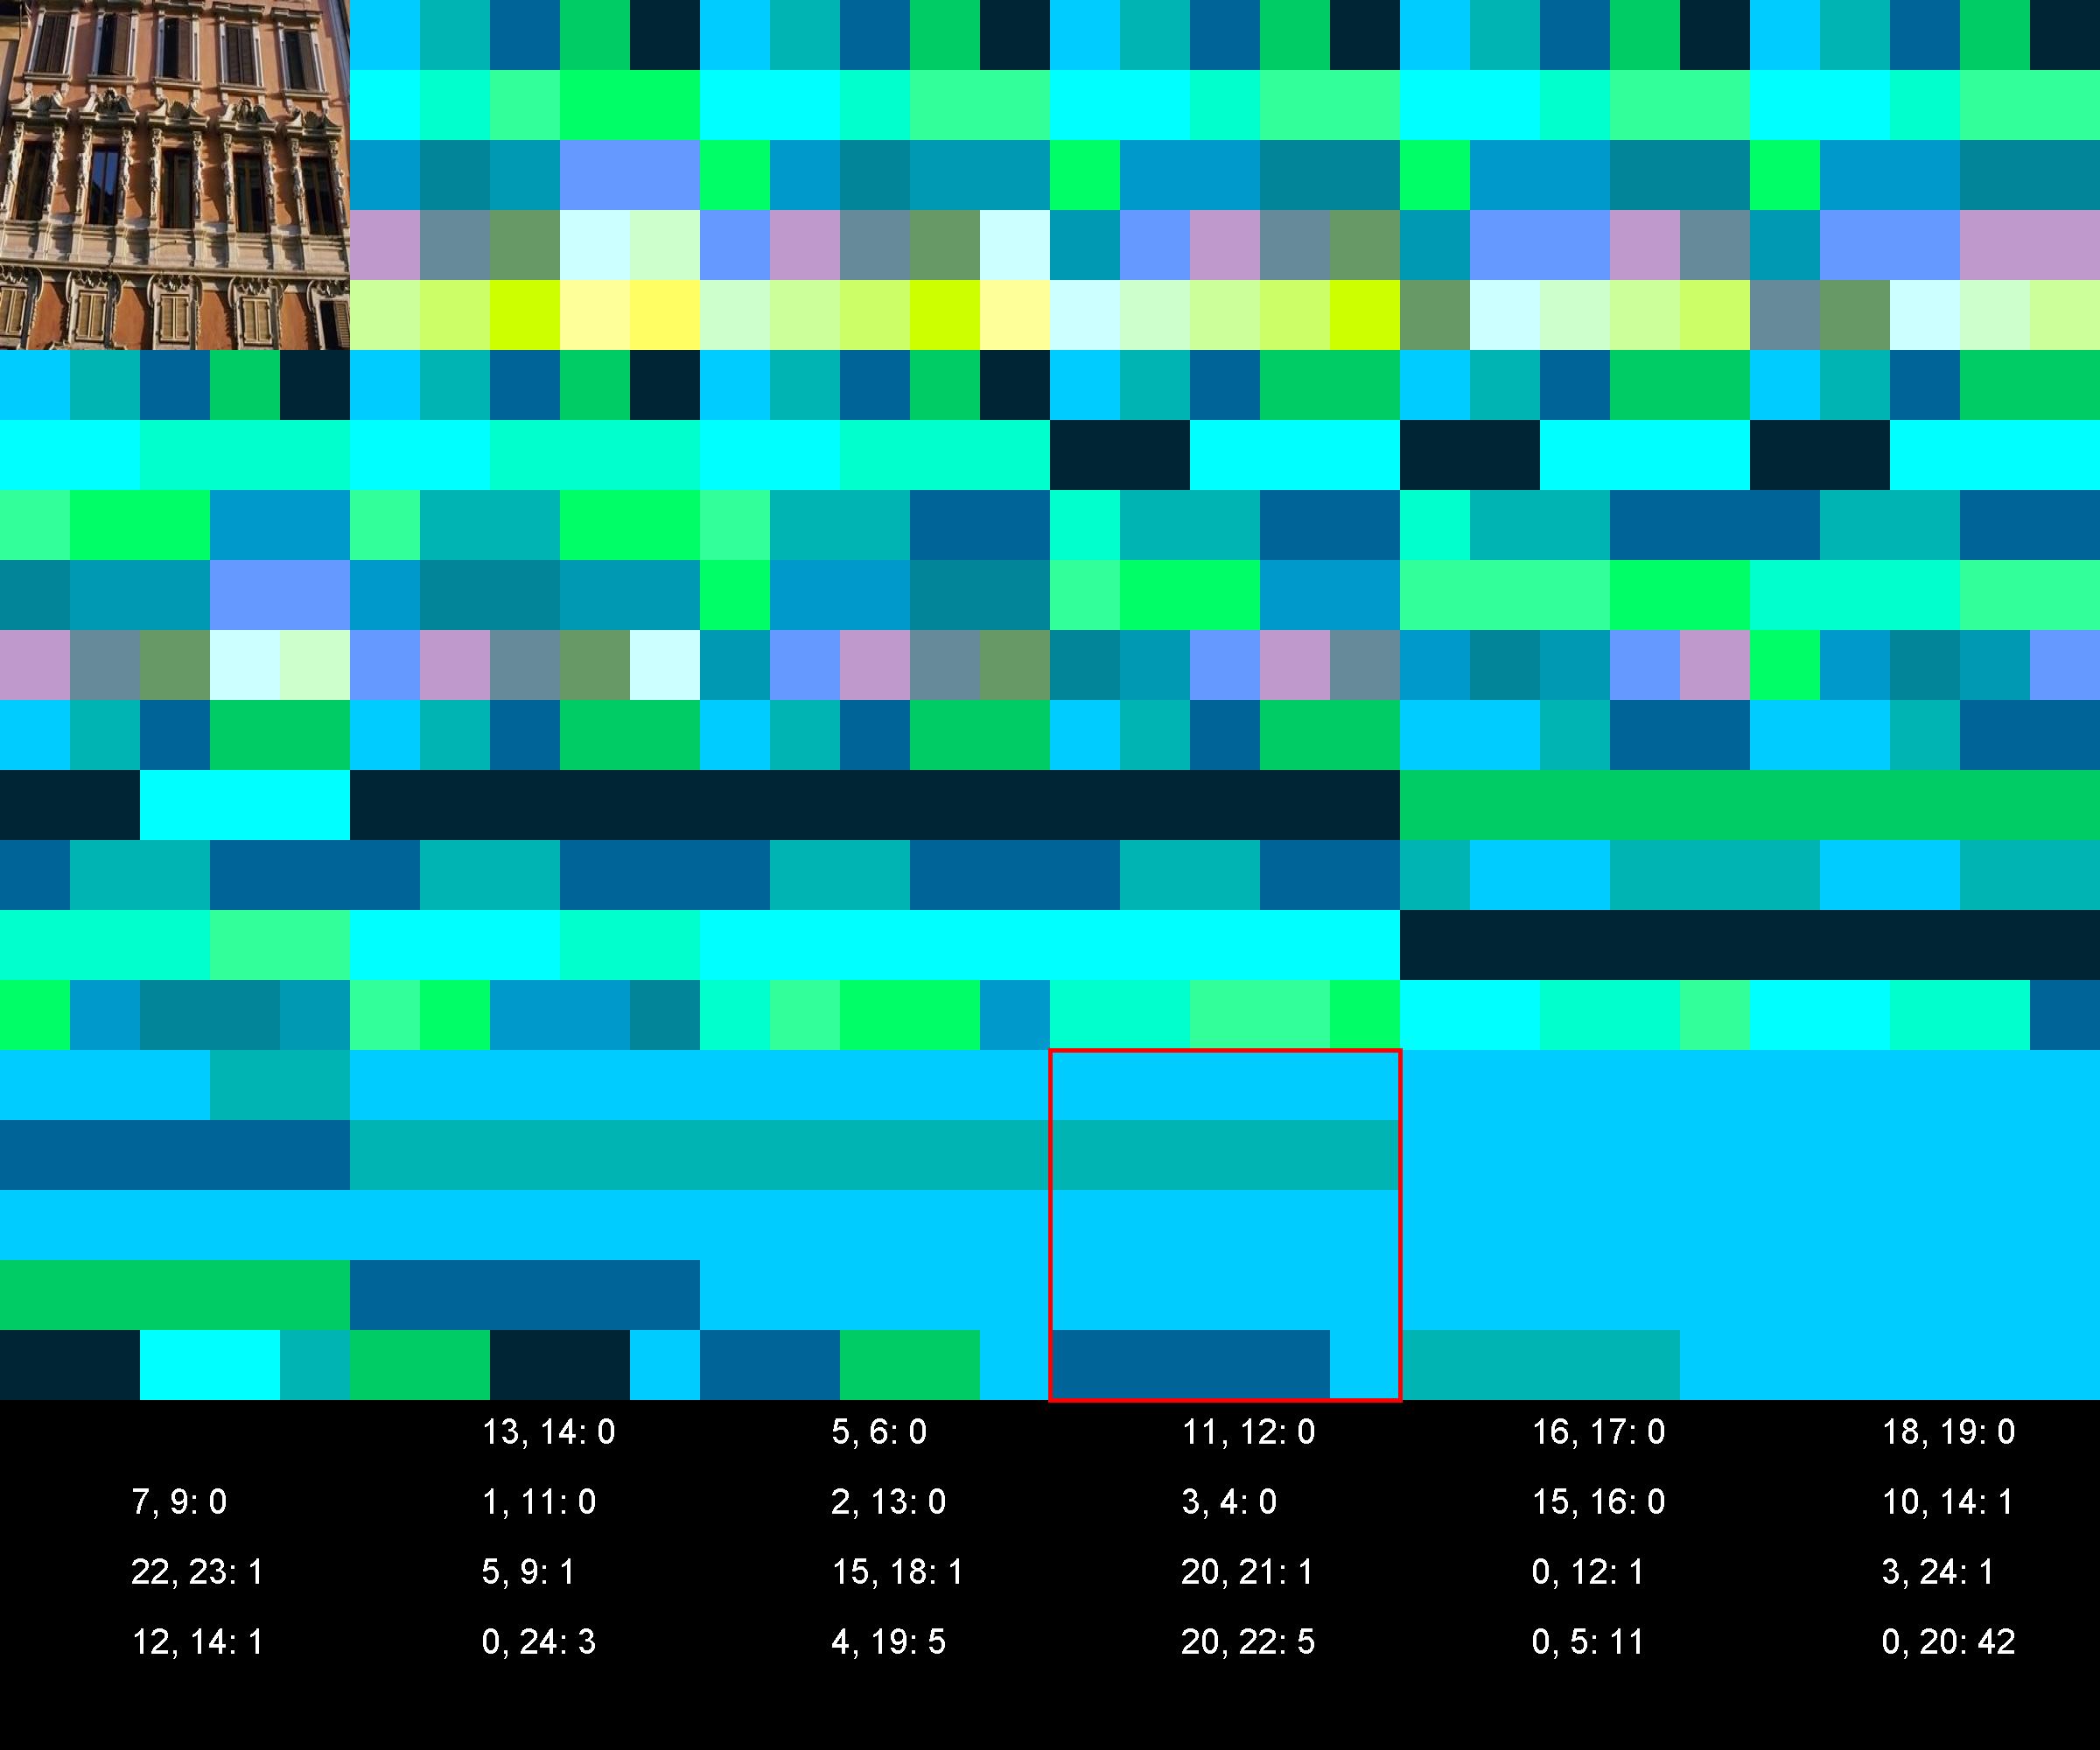 13, 14: 0 5, 6: 0 11, 12: 0 16, 17: 0 18, 19: 0
7, 9: 0 1, 11: 0 2, 13: 0 3, 4: 0 15, 16: 0 10, 14: 1
22, 23: 1 5, 9: 1 15, 18: 1 20, 21: 1 0, 12: 1 3, 24: 1
12, 14: 1 0, 24: 3 4, 19: 5 20, 22: 5 0, 5: 11 0, 20: 42